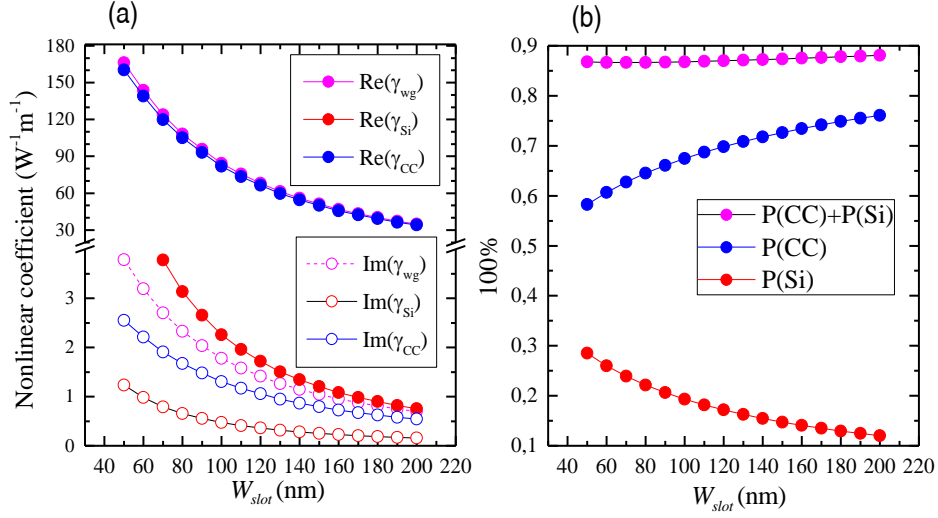 (a)
(b)
180
150
120
90
60
30
3
2
1
0
Nonlinear coefficient (W⁻¹m⁻¹)
Re(γwg)
Re(γSi)
Re(γCC)
Im(γwg)
Im(γSi)
Im(γCC)
40 60 80 100 120 140 160 180 200 220
Wslot (nm)
0,9
0,8
0,7
0,6
0,5
0,4
0,3
0,2
0,1
100%
P(CC)+P(Si)
P(CC)
P(Si)
40 60 80 100 120 140 160 180 200 220
Wslot (nm)